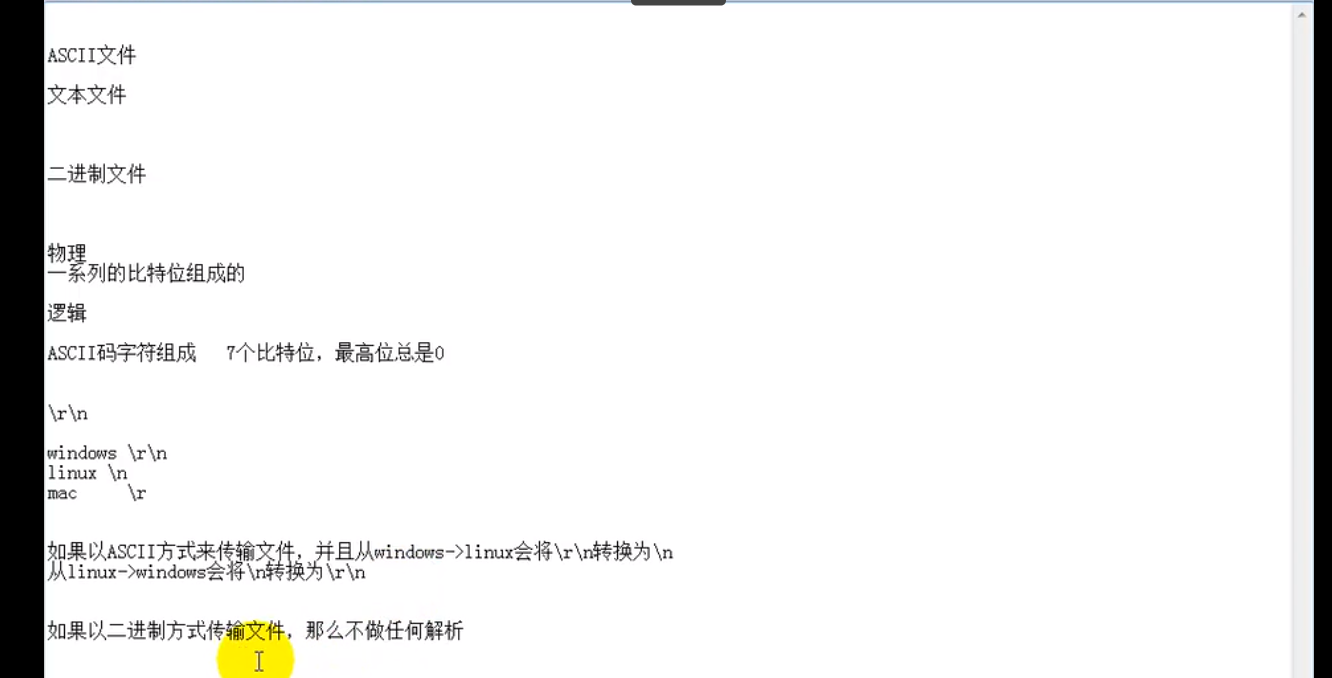 ASCII文件
文本文件
二进制文件
物理
一系列的比特位组成的
逻辑
ASCII码字符组成   7个比特位，最高位总是0
\r\n
windows \r\n
linux \n
mac     \r
如果以ASCII方式来传输文件，并且从windows->linux会将\r\n转换为\n
从linux->windows会将\n转换为\r\n
如果以二进制方式传输文件，那么不做任何解析